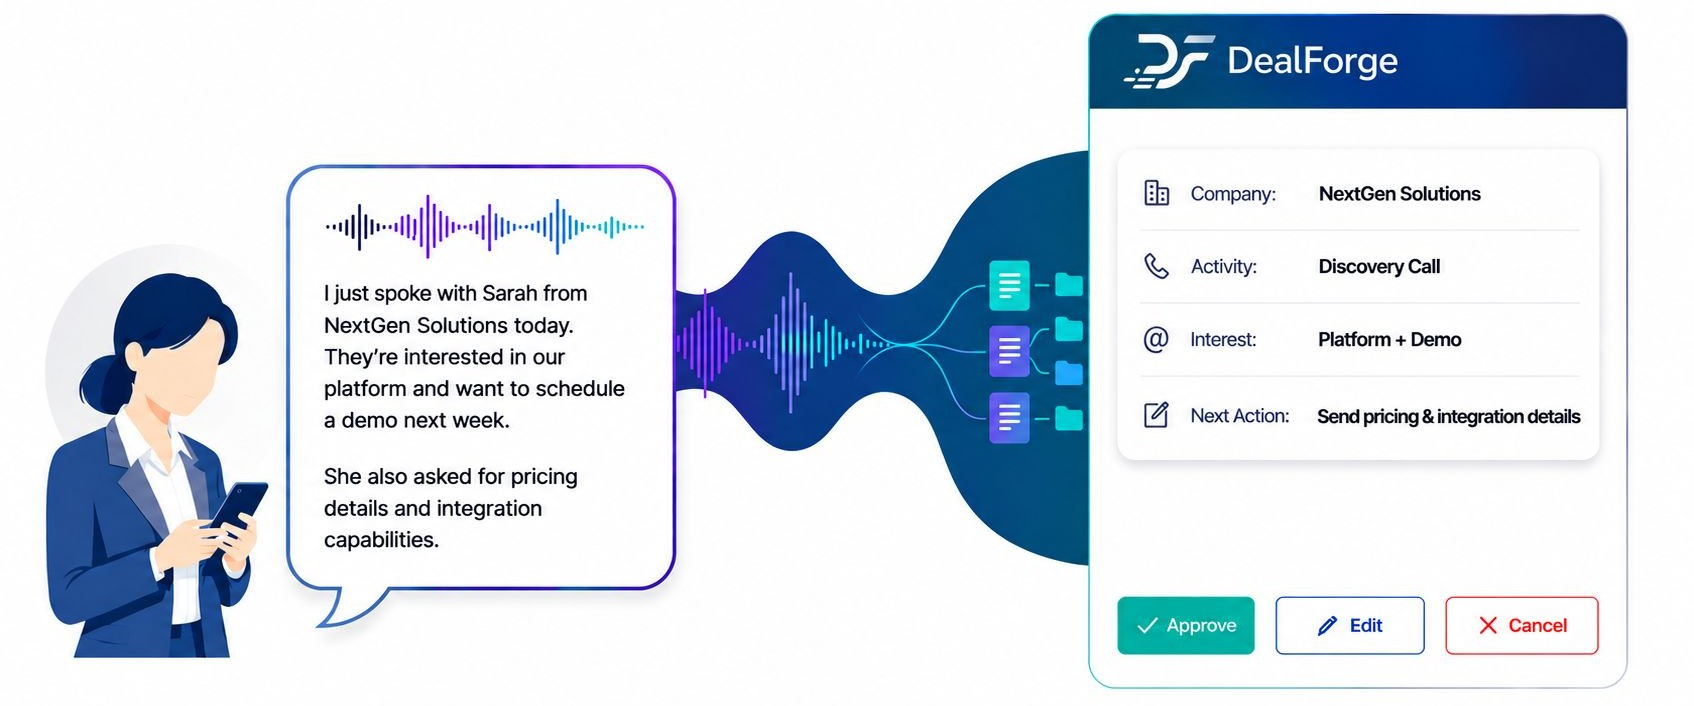 I just spoke with Sarah from
NextGen Solutions today.
They're interested in our
platform and want to schedule
a demo next week.
She also asked for pricing
details and integration
capabilities.
DF DealForge
Company: NextGen Solutions
Activity: Discovery Call
@ Interest: Platform + Demo
Next Action: Send pricing & integration details
Approve
Edit
Cancel